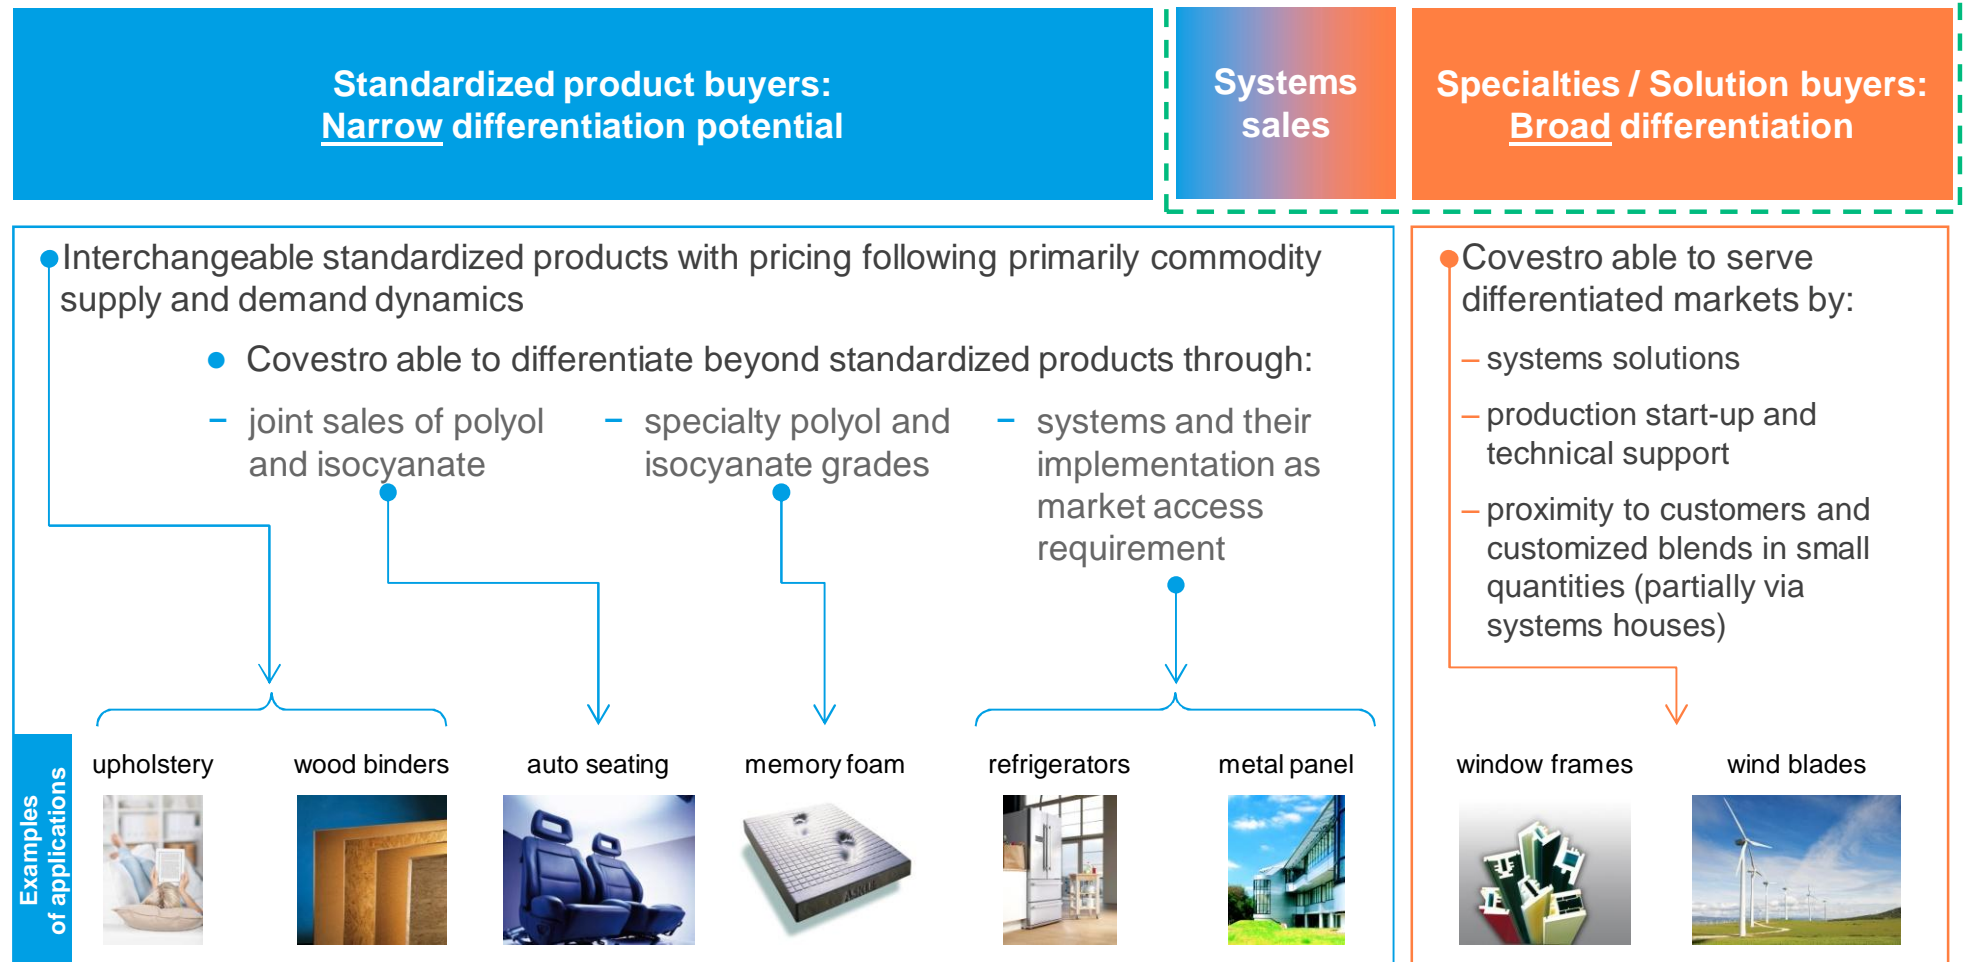 Standardized product buyers:
Narrow differentiation potential
Systems
sales
Specialties / Solution buyers:
Broad differentiation
Interchangeable standardized products with pricing following primarily commodity
supply and demand dynamics
Covestro able to differentiate beyond standardized products through:
– joint sales of polyol
and isocyanate
– specialty polyol and
isocyanate grades
– systems and their
implementation as
market access
requirement
Covestro able to serve
differentiated markets by:
– systems solutions
– production start-up and
technical support
– proximity to customers and
customized blends in small
quantities (partially via
systems houses)
Examples
of applications
upholstery
wood binders
auto seating
memory foam
refrigerators
metal panel
window frames
wind blades